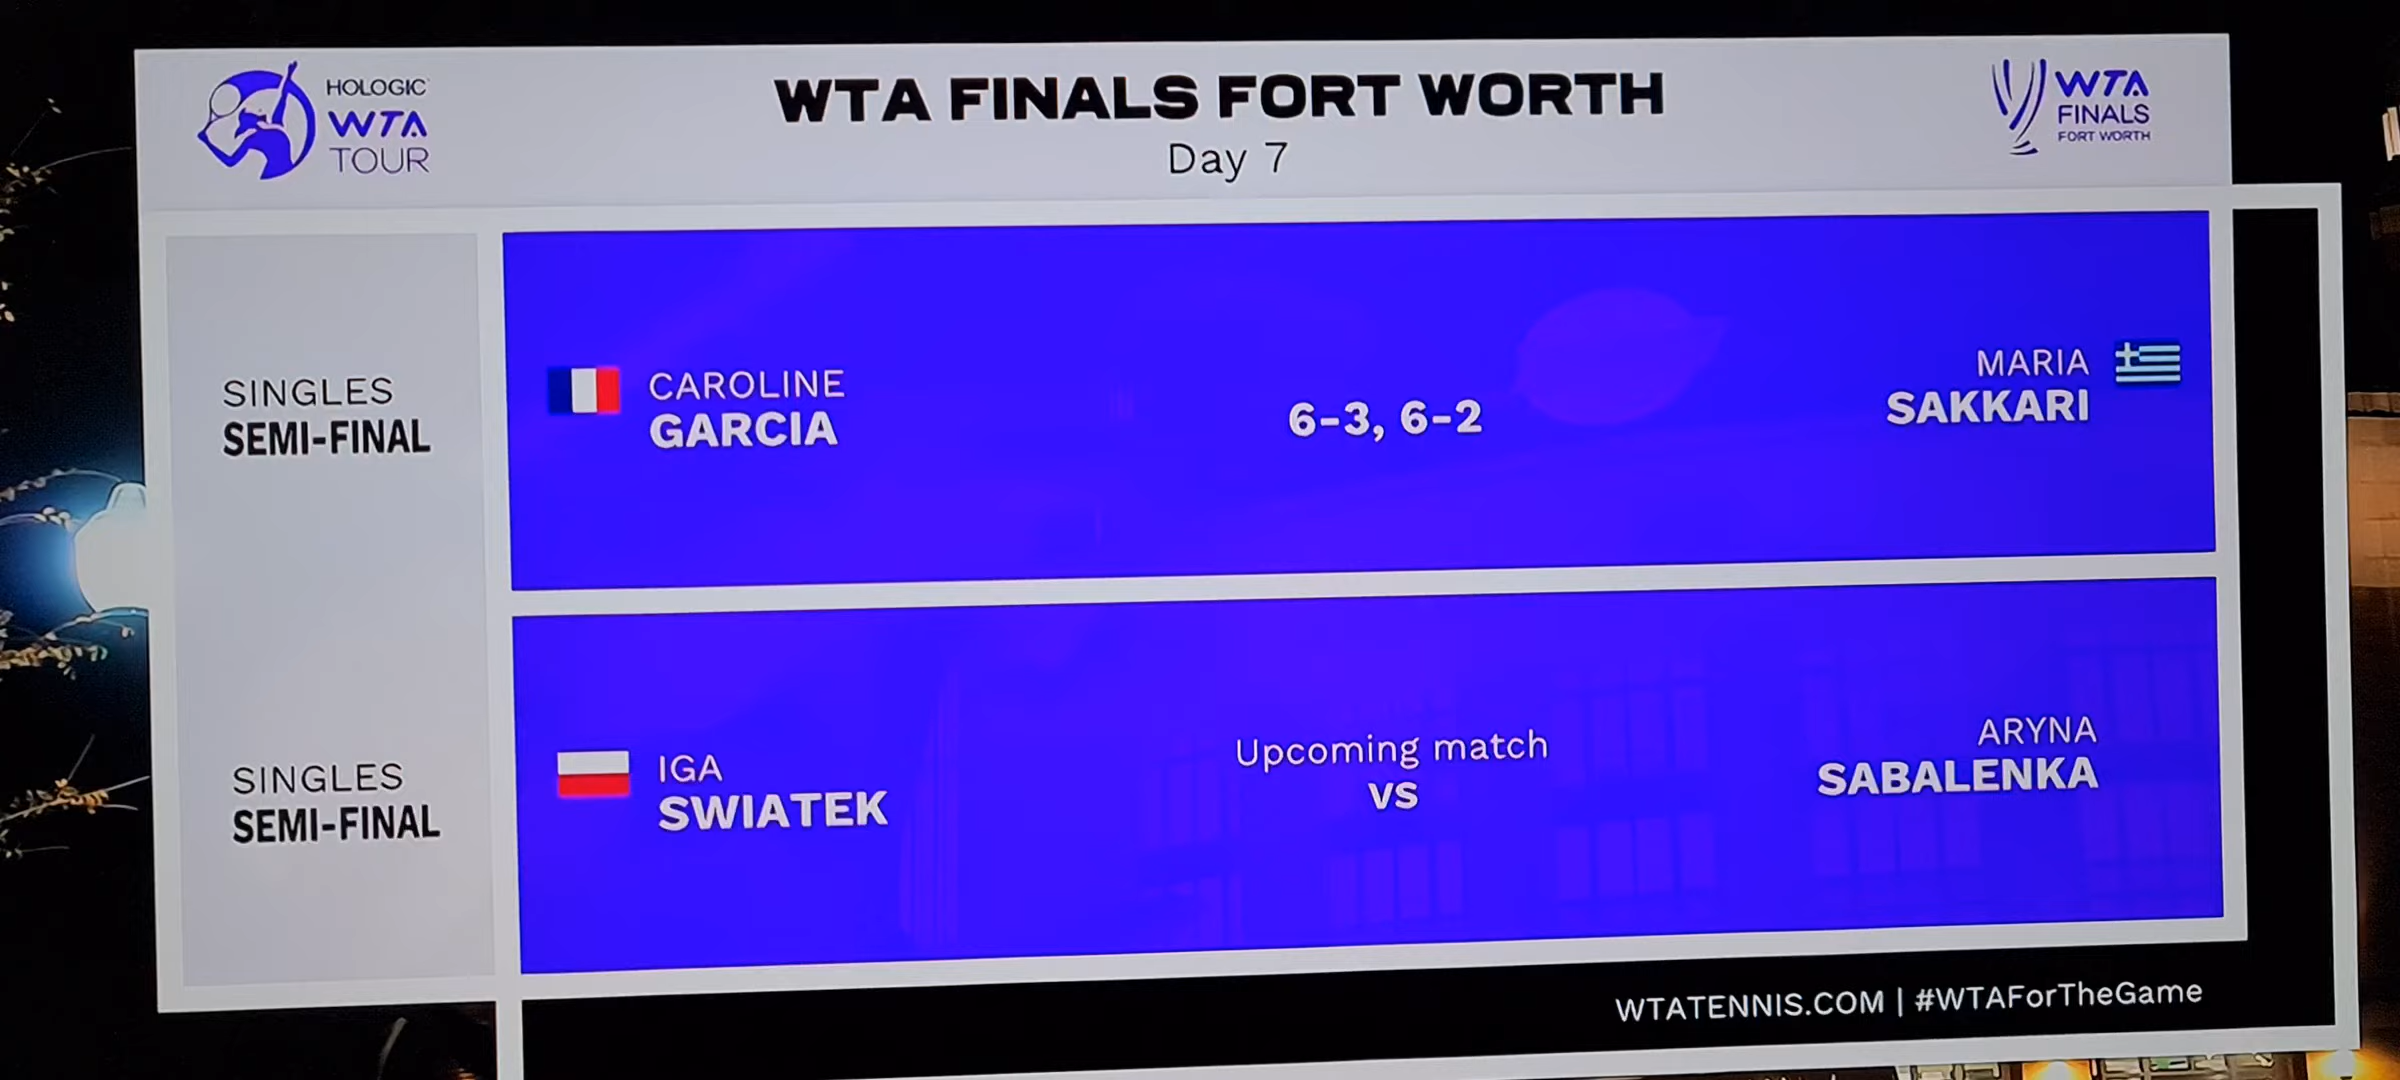 HOLOGIC
WTA
TOUR
WTA FINALS FORT WORTH
Day 7
WTA
FINALS
FORT WORTH
SINGLES
SEMI-FINAL
CAROLINE
GARCIA
6-3, 6-2
MARIA
SAKKARI
SINGLES
SEMI-FINAL
IGA
SWIATEK
Upcoming match
VS
ARYNA
SABALENKA
WTATENNIS.COM | #WTAForTheGame